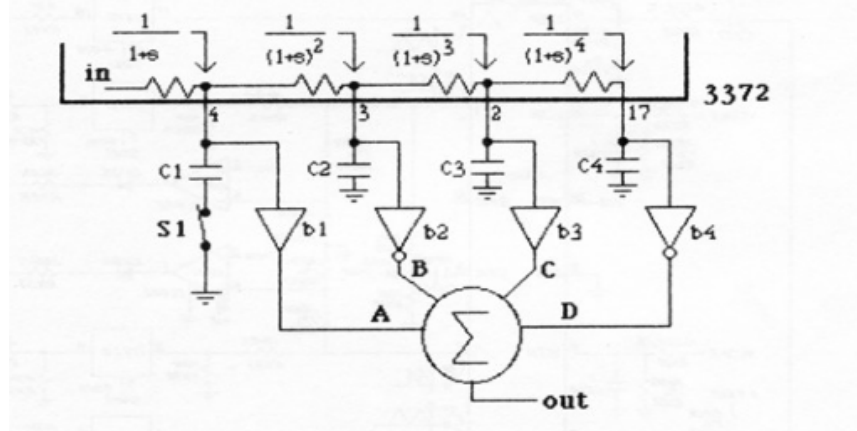 1 1 1 1
1+s (1+s)2 (1+s)3 (1+s)4
in
3372
4 3 2 17
C1 C2 C3 C4
S1 b1 b2 b3 b4
B C
A D
Σ
out